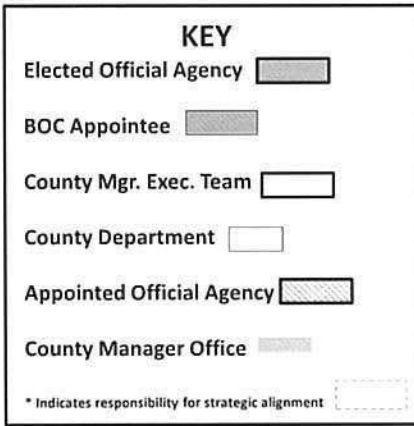 KEY
Elected Official Agency
BOC Appointee
County Mgr. Exec. Team
County Department
Appointed Official Agency
County Manager Office
* Indicates responsibility for strategic alignment